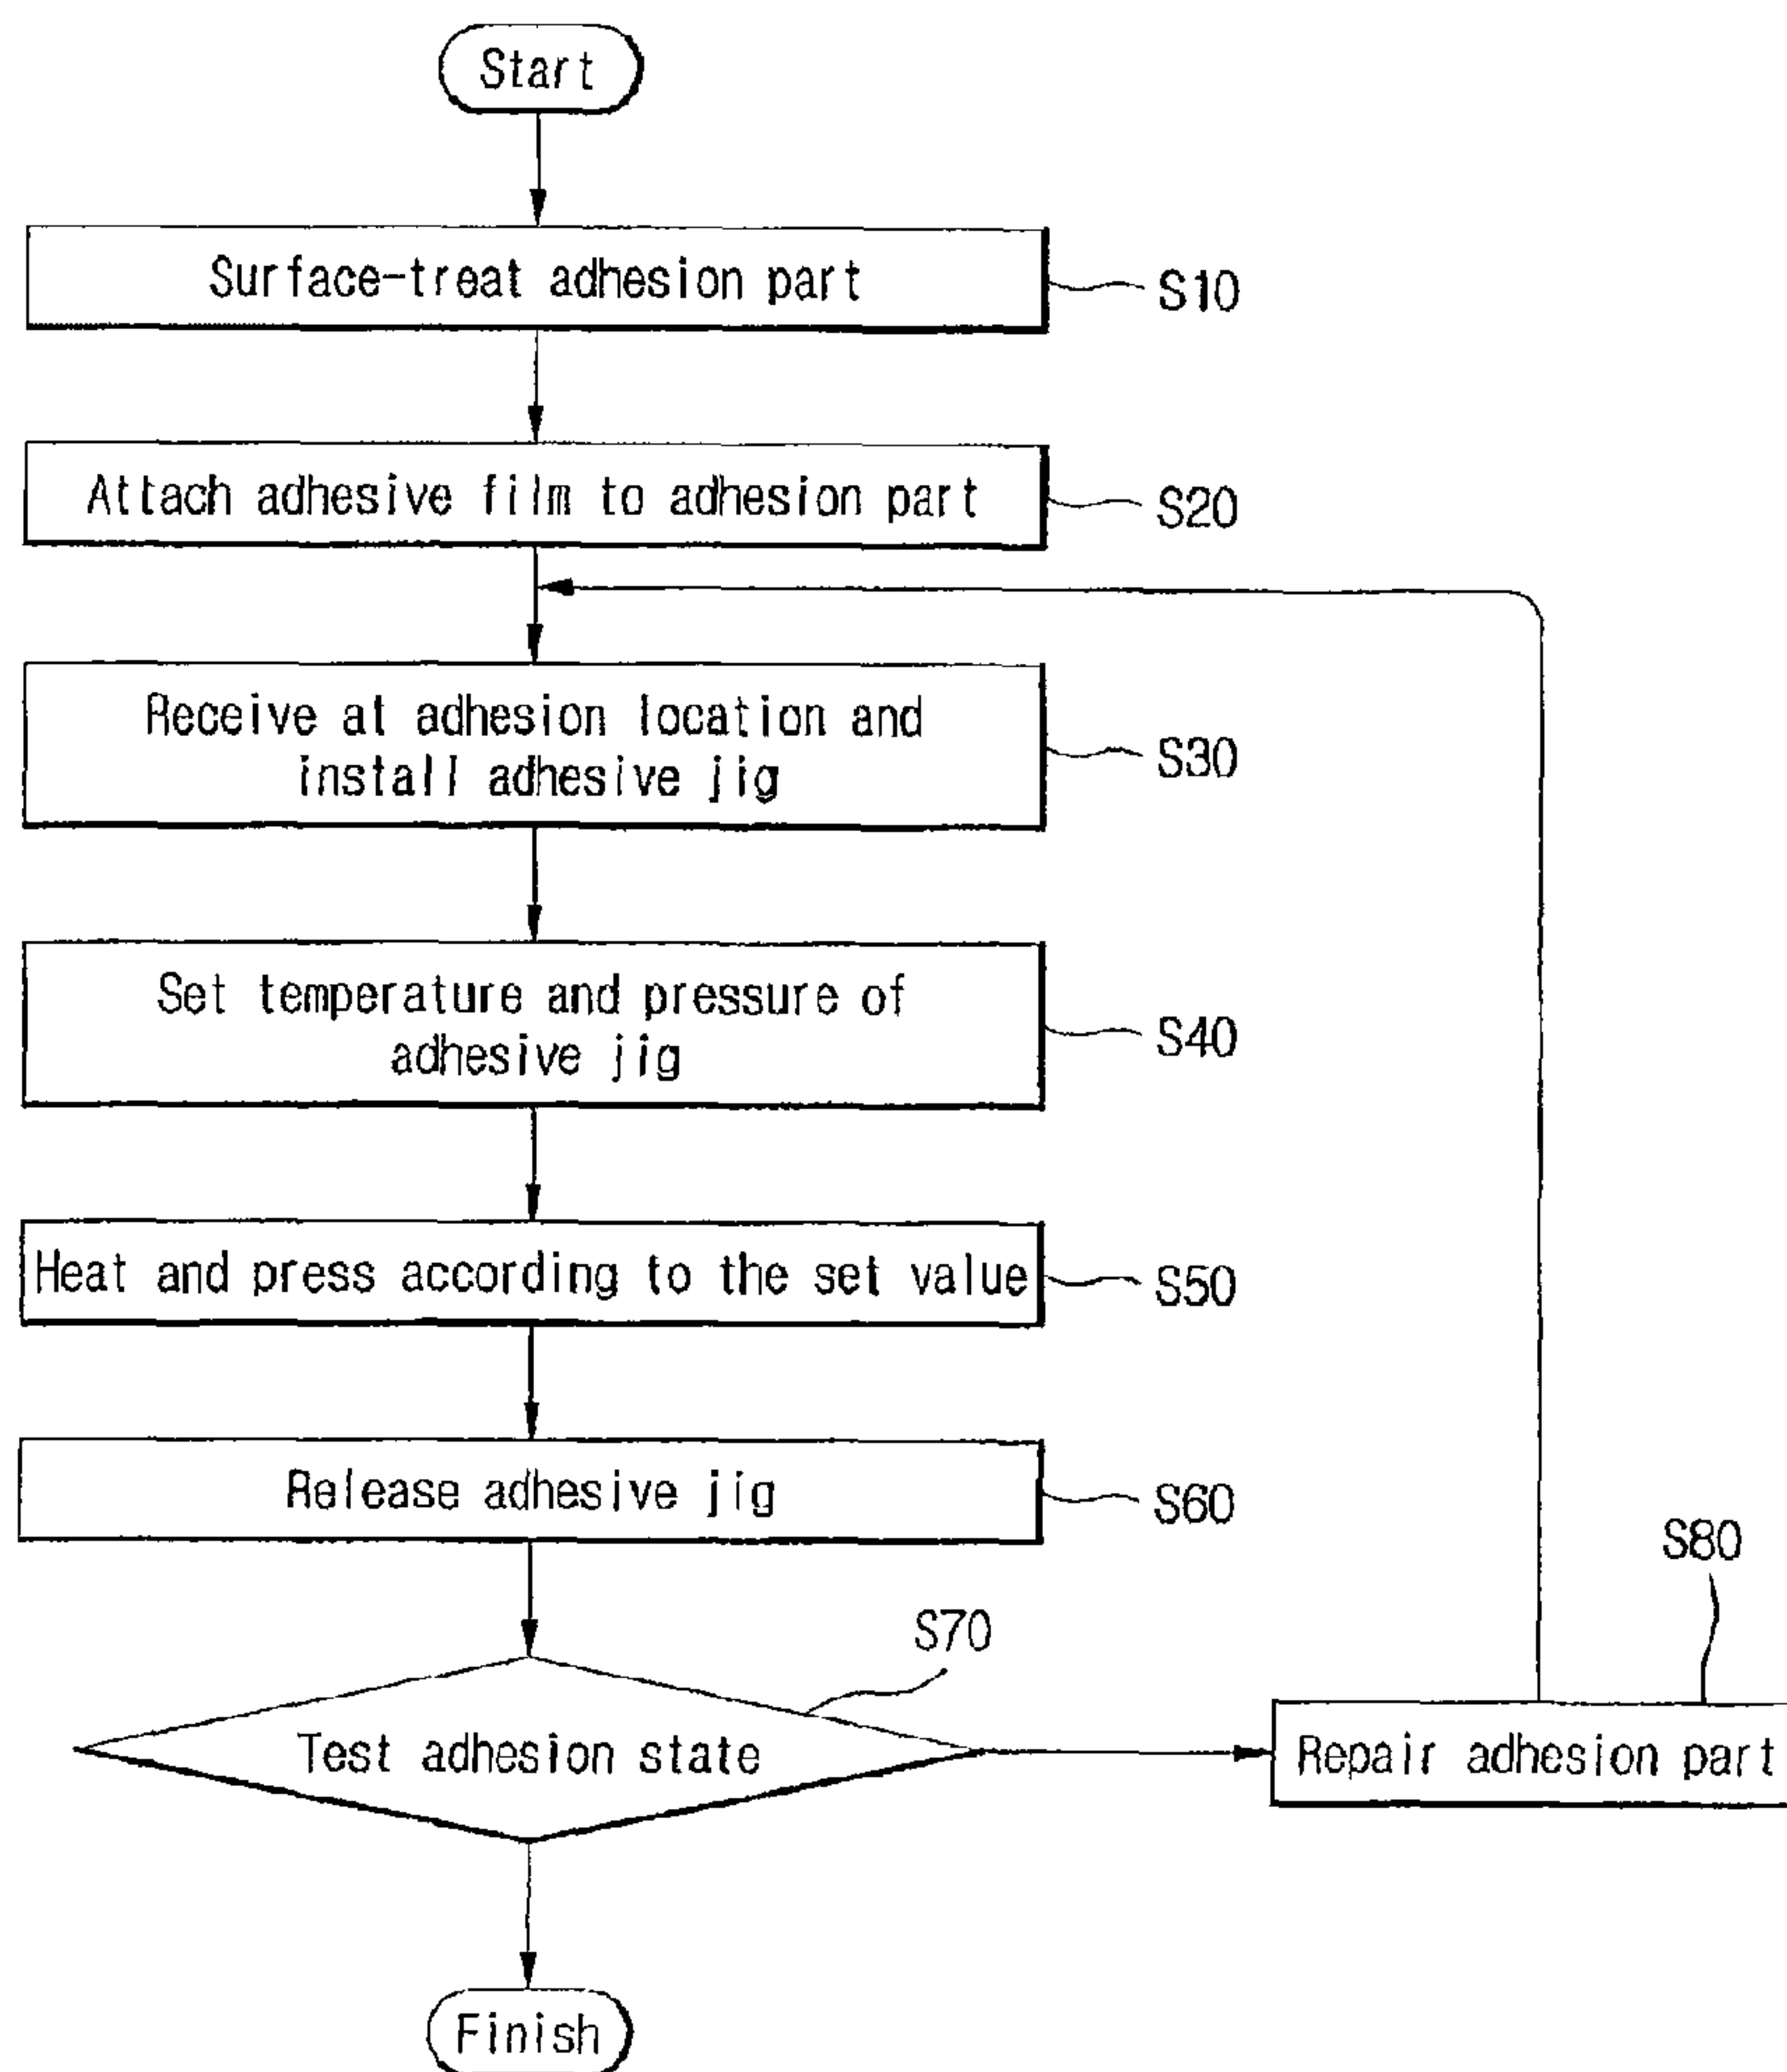 Start
Surface-treat adhesion part
S10
Attach adhesive film to adhesion part
S20
Receive at adhesion location and
install adhesive jig
S30
Set temperature and pressure of
adhesive jig
S40
Heat and press according to the set value
S50
Release adhesive jig
S60
S70
Test adhesion state
S80
Repair adhesion part
Finish